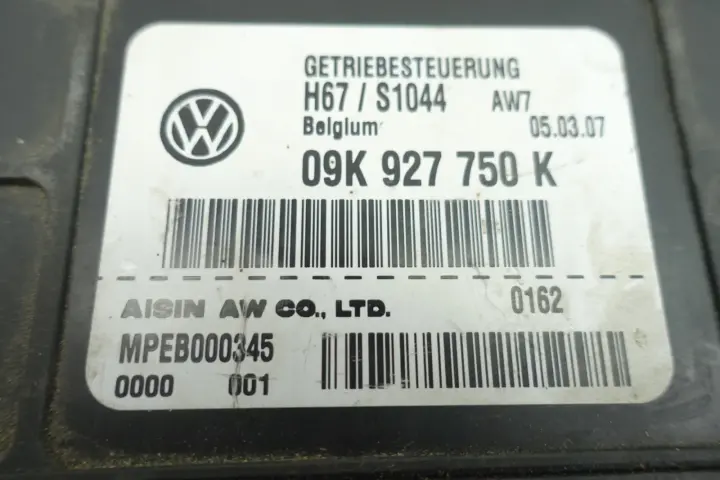 GETRIEBESTEUERUNG
H67 / S1044 AW7
Belgium 05.03.07
09K 927 750 K
AISIN AW CO., LTD. 0162
MPEB000345
0000 001